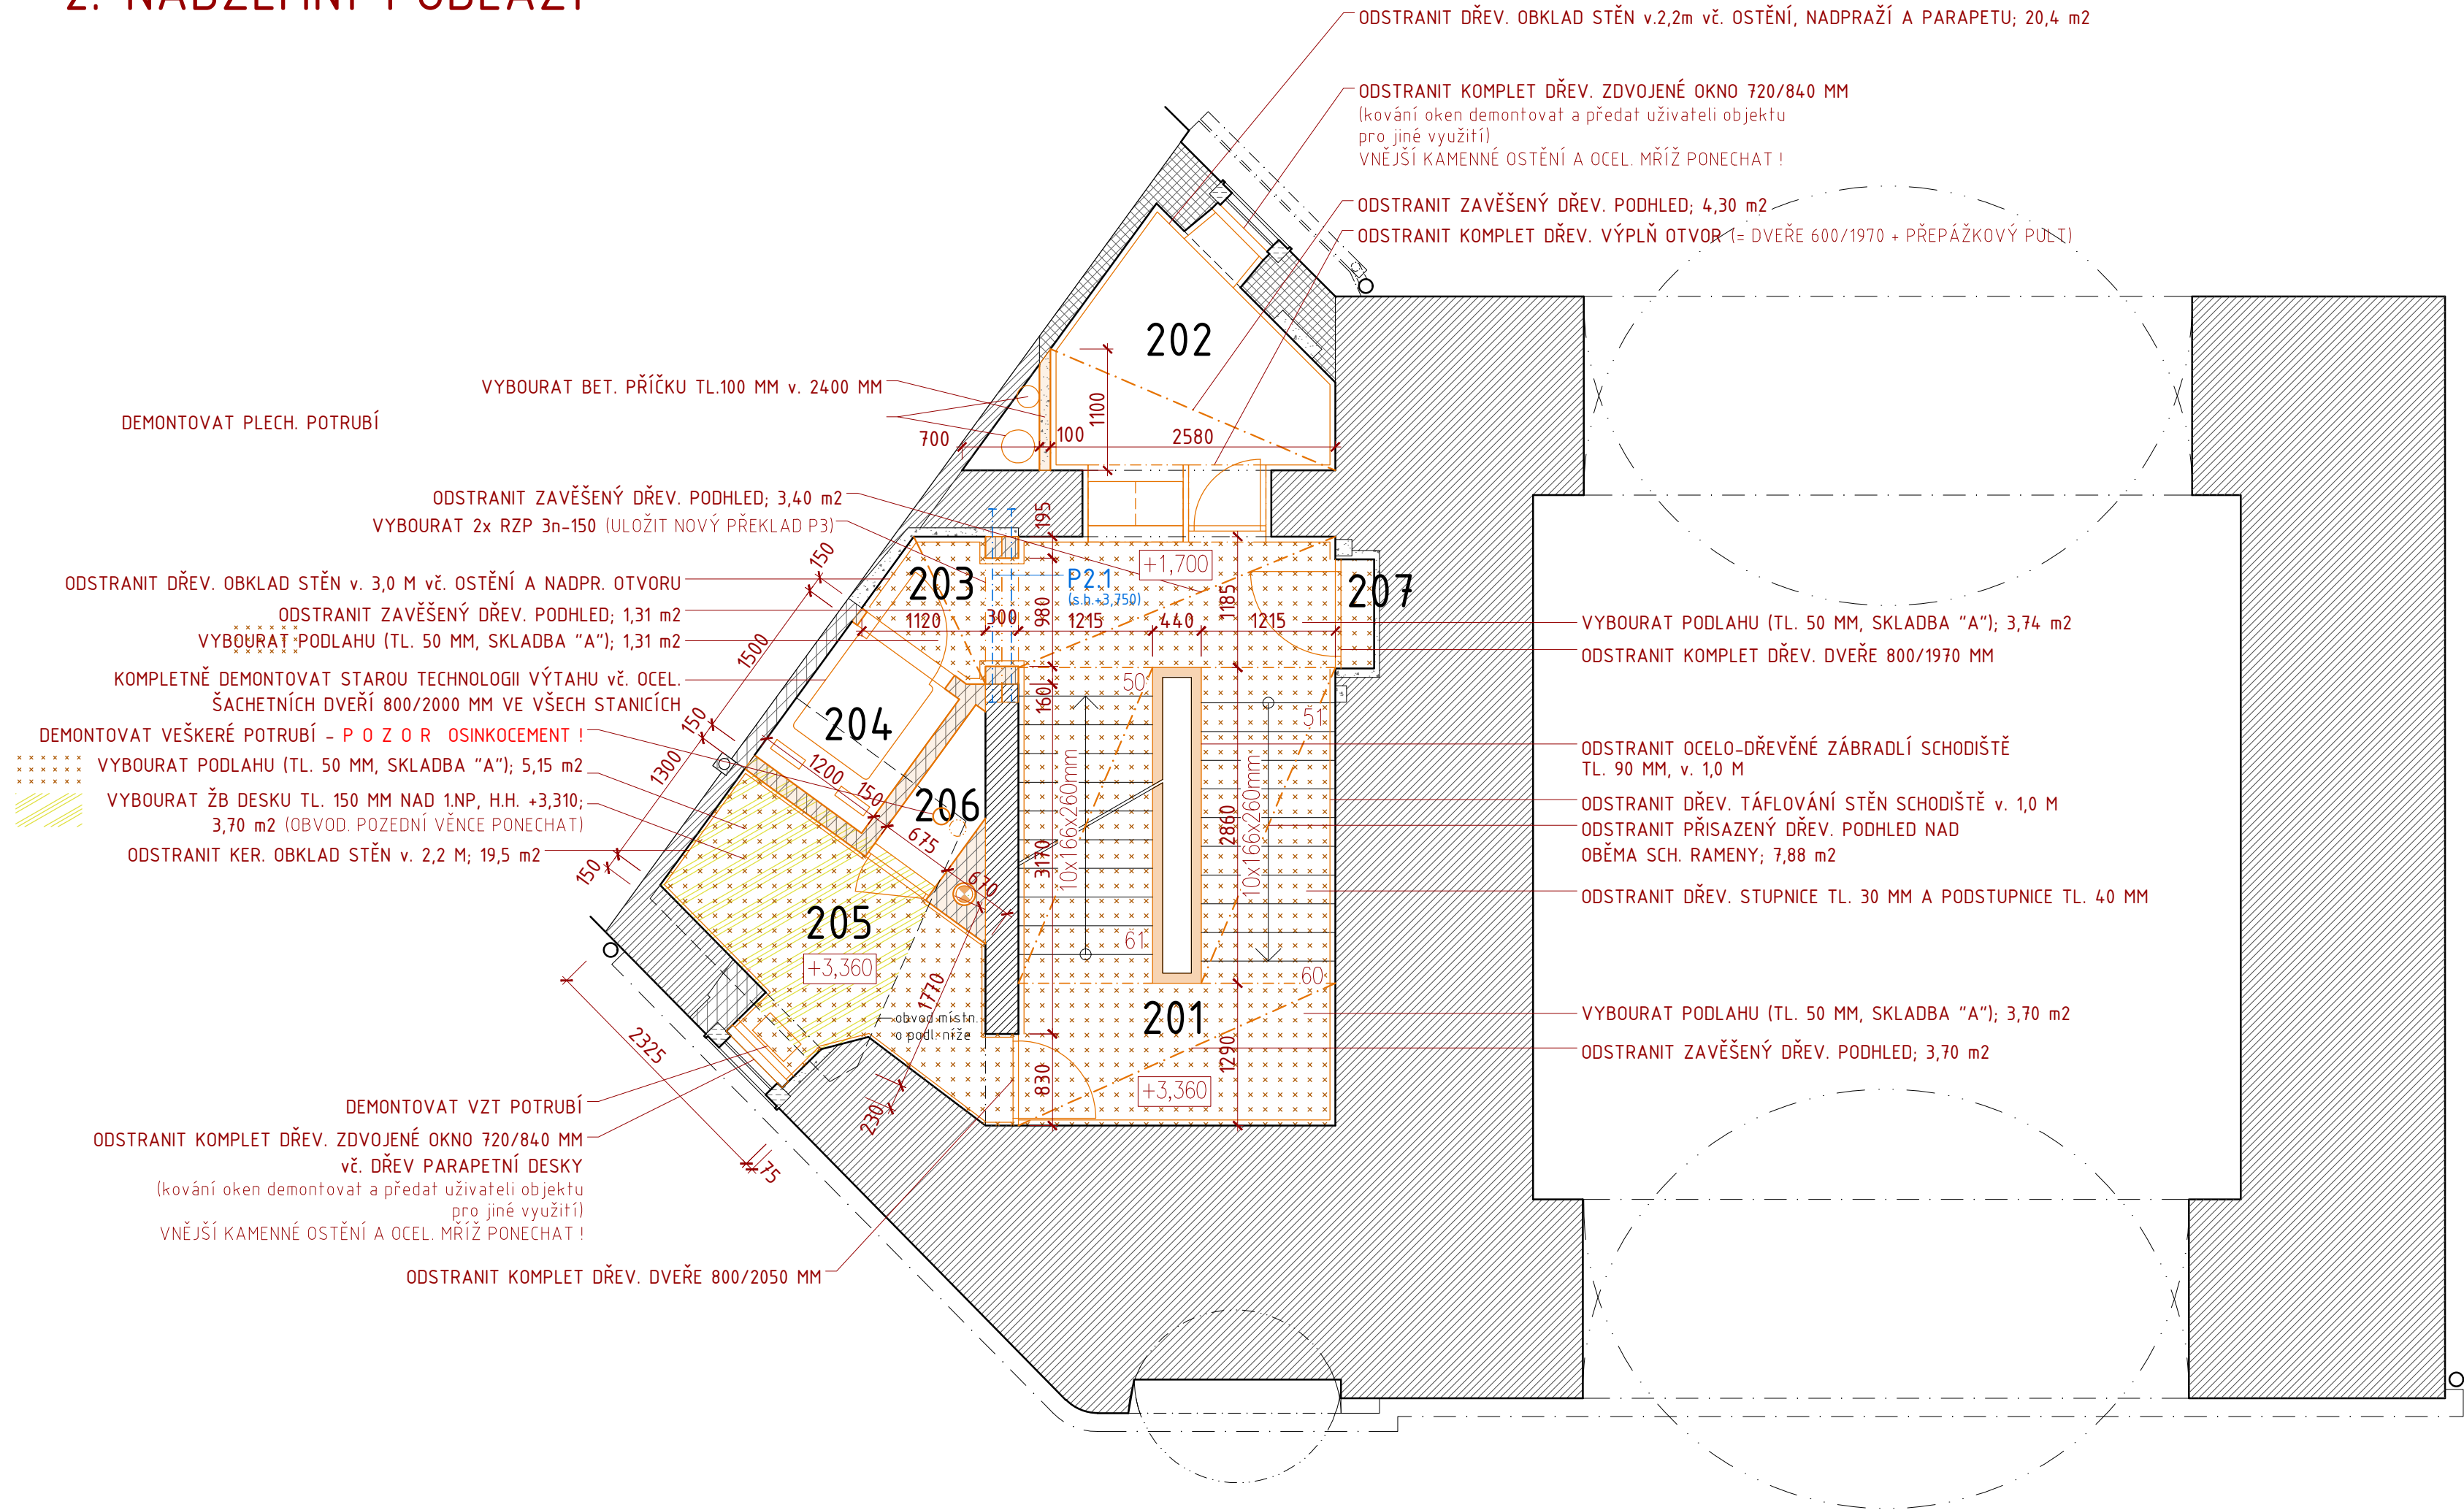 2. NADZEMNÍ PODLAŽÍ
ODSTRANIT DŘEV. OBKLAD STĚN v.2,2m vč. OSTĚNÍ, NADPRAŽÍ A PARAPETU; 20,4 m2
ODSTRANIT KOMPLET DŘEV. ZDVOJENÉ OKNO 720/840 MM
(kování oken demontovat a předat uživateli objektu
pro jiné využití)
VNĚJŠÍ KAMENNÉ OSTĚNÍ A OCEL. MŘÍŽ PONECHAT !
ODSTRANIT ZAVĚŠENÝ DŘEV. PODHLED; 4,30 m2
ODSTRANIT KOMPLET DŘEV. VÝPLŇ OTVOR (= DVEŘE 600/1970 + PŘEPÁŽKOVÝ PULT)
202
VYBOURAT BET. PŘÍČKU TL.100 MM v. 2400 MM
DEMONTOVAT PLECH. POTRUBÍ
700
100
1100
2580
ODSTRANIT ZAVĚŠENÝ DŘEV. PODHLED; 3,40 m2
VYBOURAT 2x RZP 3n-150 (ULOŽIT NOVÝ PŘEKLAD P3)
195
150
+1,700
ODSTRANIT DŘEV. OBKLAD STĚN v. 3,0 M vč. OSTĚNÍ A NADPR. OTVORU
203
P2.1
(s.h.+3,750)
207
ODSTRANIT ZAVĚŠENÝ DŘEV. PODHLED; 1,31 m2
1120
300
980
1215
440
1185
1215
VYBOURAT PODLAHU (TL. 50 MM, SKLADBA "A"); 3,74 m2
VYBOURAT PODLAHU (TL. 50 MM, SKLADBA "A"); 1,31 m2
1500
ODSTRANIT KOMPLET DŘEV. DVEŘE 800/1970 MM
KOMPLETNĚ DEMONTOVAT STAROU TECHNOLOGII VÝTAHU vč. OCEL.
ŠACHETNÍCH DVEŘÍ 800/2000 MM VE VŠECH STANICÍCH
160
50
51
204
150
DEMONTOVAT VEŠKERÉ POTRUBÍ - P O Z O R OSINKOCEMENT !
ODSTRANIT OCELO-DŘEVĚNÉ ZÁBRADLÍ SCHODIŠTĚ
TL. 90 MM, v. 1,0 M
VYBOURAT PODLAHU (TL. 50 MM, SKLADBA "A"); 5,15 m2
1300
1200
150
206
VYBOURAT ŽB DESKU TL. 150 MM NAD 1.NP, H.H. +3,310;
3,70 m2 (OBVOD. POZEDNÍ VĚNCE PONECHAT)
ODSTRANIT DŘEV. TÁFLOVÁNÍ STĚN SCHODIŠTĚ v. 1,0 M
ODSTRANIT PŘISAZENÝ DŘEV. PODHLED NAD
OBĚMA SCH. RAMENY; 7,88 m2
ODSTRANIT KER. OBKLAD STĚN v. 2,2 M; 19,5 m2
150
675
670
3170
10x166x260mm
2860
10x166x260mm
ODSTRANIT DŘEV. STUPNICE TL. 30 MM A PODSTUPNICE TL. 40 MM
205
61
60
+3,360
1770
obvod místn.
o podl. níže
201
VYBOURAT PODLAHU (TL. 50 MM, SKLADBA "A"); 3,70 m2
2325
1290
ODSTRANIT ZAVĚŠENÝ DŘEV. PODHLED; 3,70 m2
830
+3,360
230
75
DEMONTOVAT VZT POTRUBÍ
ODSTRANIT KOMPLET DŘEV. ZDVOJENÉ OKNO 720/840 MM
vč. DŘEV PARAPETNÍ DESKY
(kování oken demontovat a předat uživateli objektu
pro jiné využití)
VNĚJŠÍ KAMENNÉ OSTĚNÍ A OCEL. MŘÍŽ PONECHAT !
ODSTRANIT KOMPLET DŘEV. DVEŘE 800/2050 MM